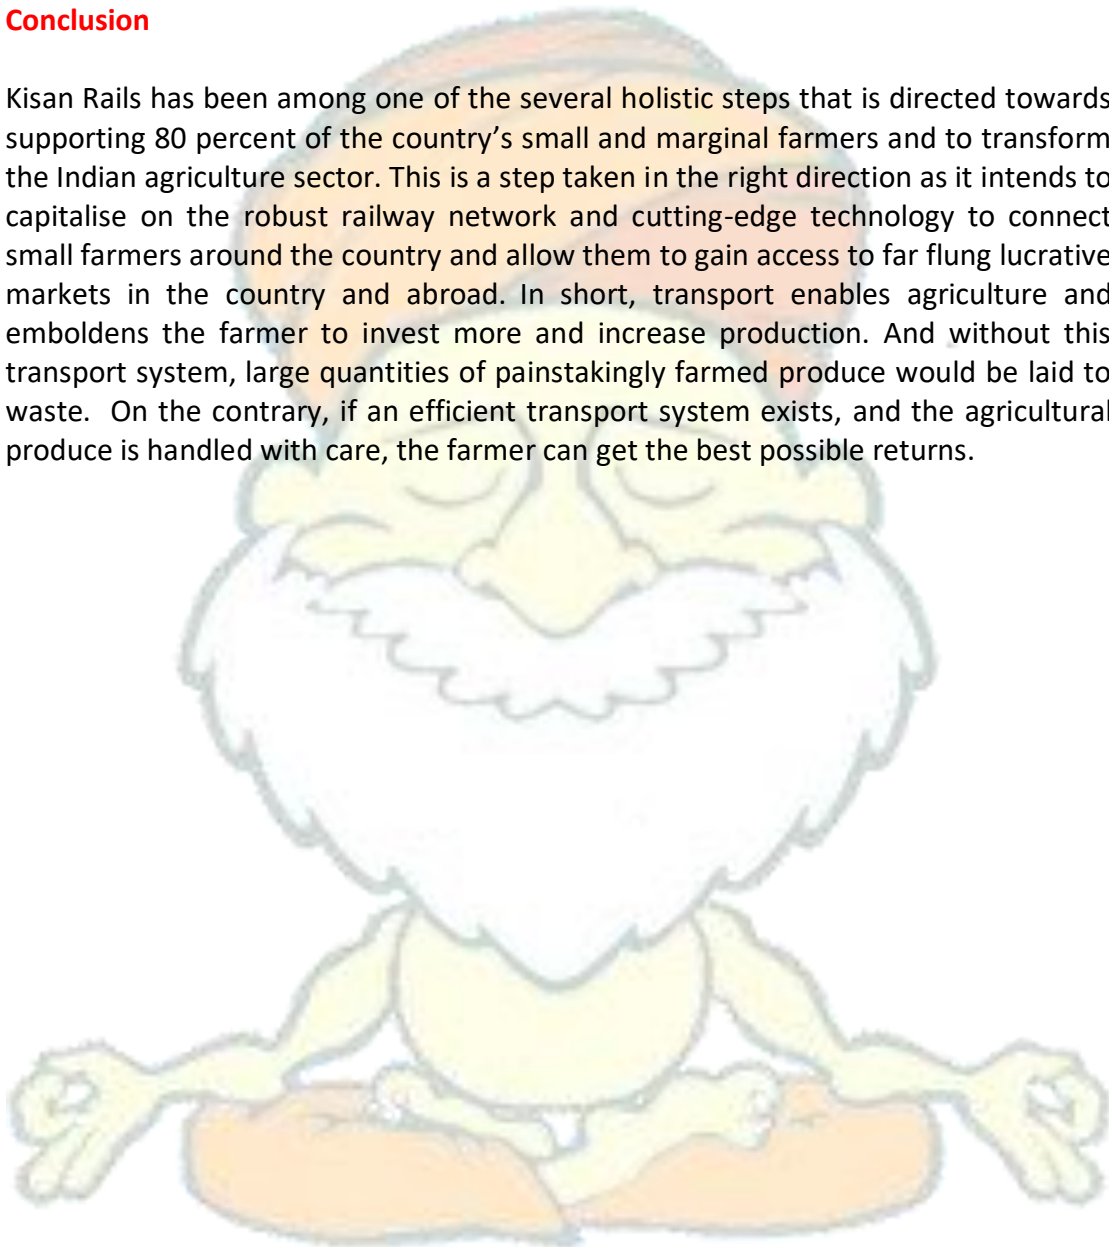 Conclusion
Kisan Rails has been among one of the several holistic steps that is directed towards
supporting 80 percent of the country’s small and marginal farmers and to transform
the Indian agriculture sector. This is a step taken in the right direction as it intends to
capitalise on the robust railway network and cutting-edge technology to connect
small farmers around the country and allow them to gain access to far flung lucrative
markets in the country and abroad. In short, transport enables agriculture and
emboldens the farmer to invest more and increase production. And without this
transport system, large quantities of painstakingly farmed produce would be laid to
waste.  On the contrary, if an efficient transport system exists, and the agricultural
produce is handled with care, the farmer can get the best possible returns.